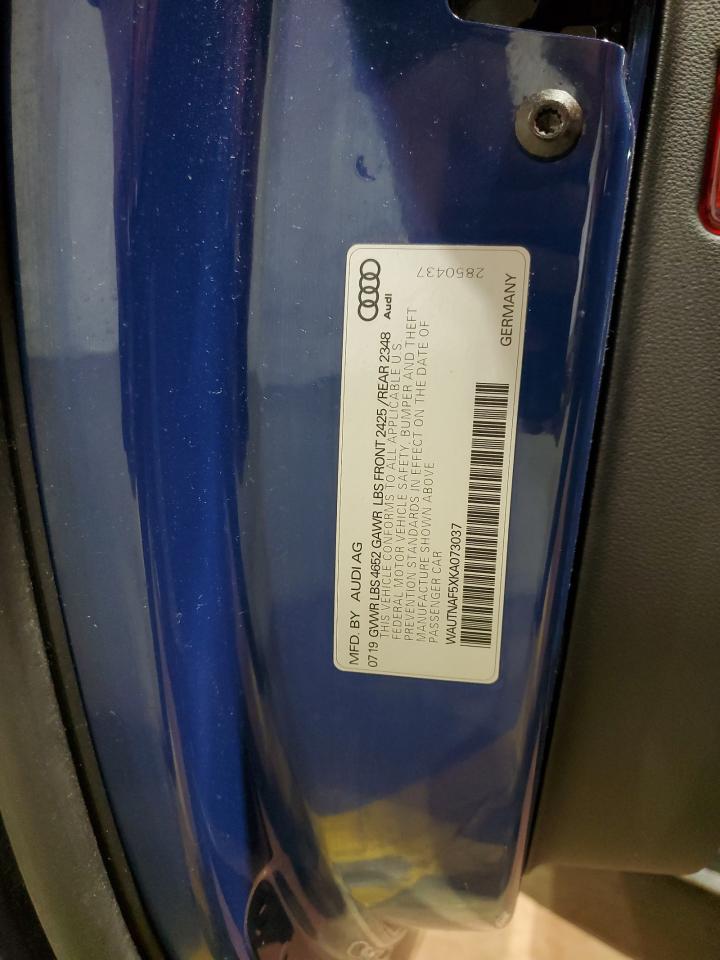 MFD. BY AUDI AG
Audi
07 19 GVWR LBS 4652 GAWR LBS FRONT 2425 / REAR 2348
THIS VEHICLE CONFORMS TO ALL APPLICABLE U S
FEDERAL MOTOR VEHICLE SAFETY, BUMPER AND THEFT
PREVENTION STANDARDS IN EFFECT ON THE DATE OF
MANUFACTURE SHOWN ABOVE
PASSENGER CAR
2850437
WAUTNAF5XKA073037
GERMANY